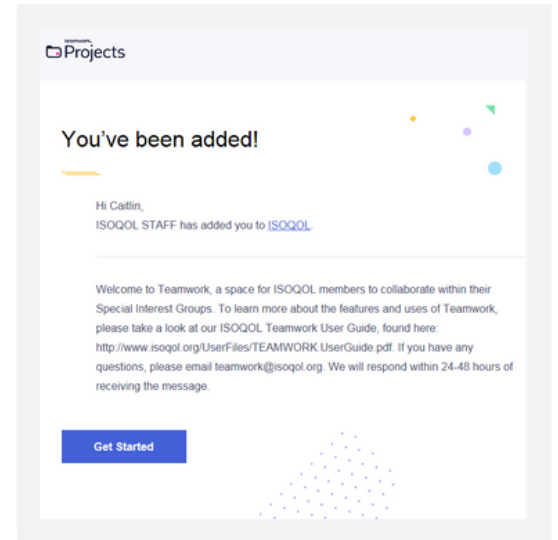 Projects
You've been added!
Hi Caitlin,
ISOQOL STAFF has added you to ISOQOL.
Welcome to Teamwork, a space for ISOQOL members to collaborate within their
Special Interest Groups. To learn more about the features and uses of Teamwork,
please take a look at our ISOQOL Teamwork User Guide, found here:
http://www.isoqol.org/UserFiles/TEAMWORK.UserGuide.pdf. If you have any
questions, please email teamwork@isoqol.org. We will respond within 24-48 hours of
receiving the message.
Get Started